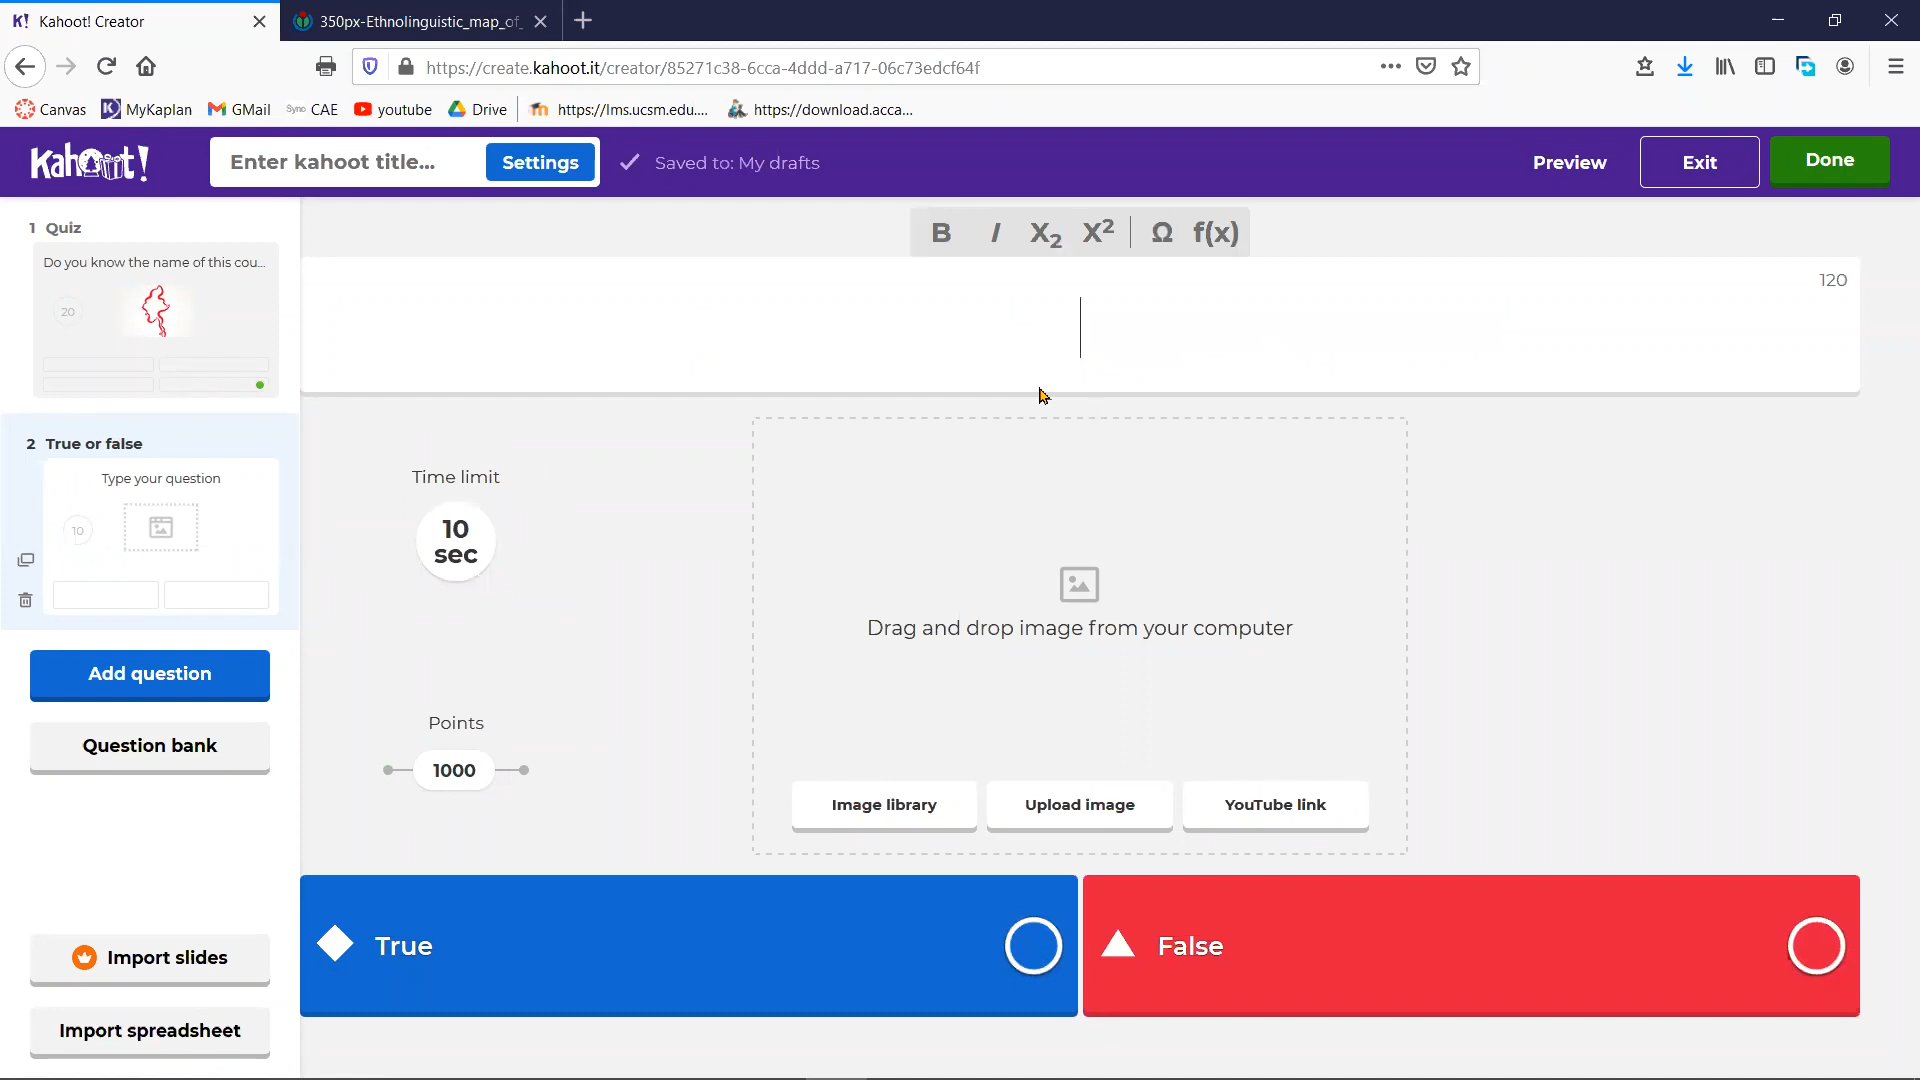 K! Kahoot! Creator
350px-Ethnolinguistic_map_of_
https://create.kahoot.it/creator/85271c38-6cca-4ddd-a717-06c73edcf64f
Canvas MyKaplan GMail Sync CAE youtube Drive https://lms.ucsm.edu.... https://download.acca...
Kahoot! Enter kahoot title... Settings Saved to: My drafts Preview Exit Done
B I X₂ X² Ω f(x)
120
1 Quiz
Do you know the name of this cou...
20
2 True or false
Type your question
10
Add question
Question bank
Import slides
Import spreadsheet
Time limit
10
sec
Points
1000
Drag and drop image from your computer
Image library Upload image YouTube link
True False